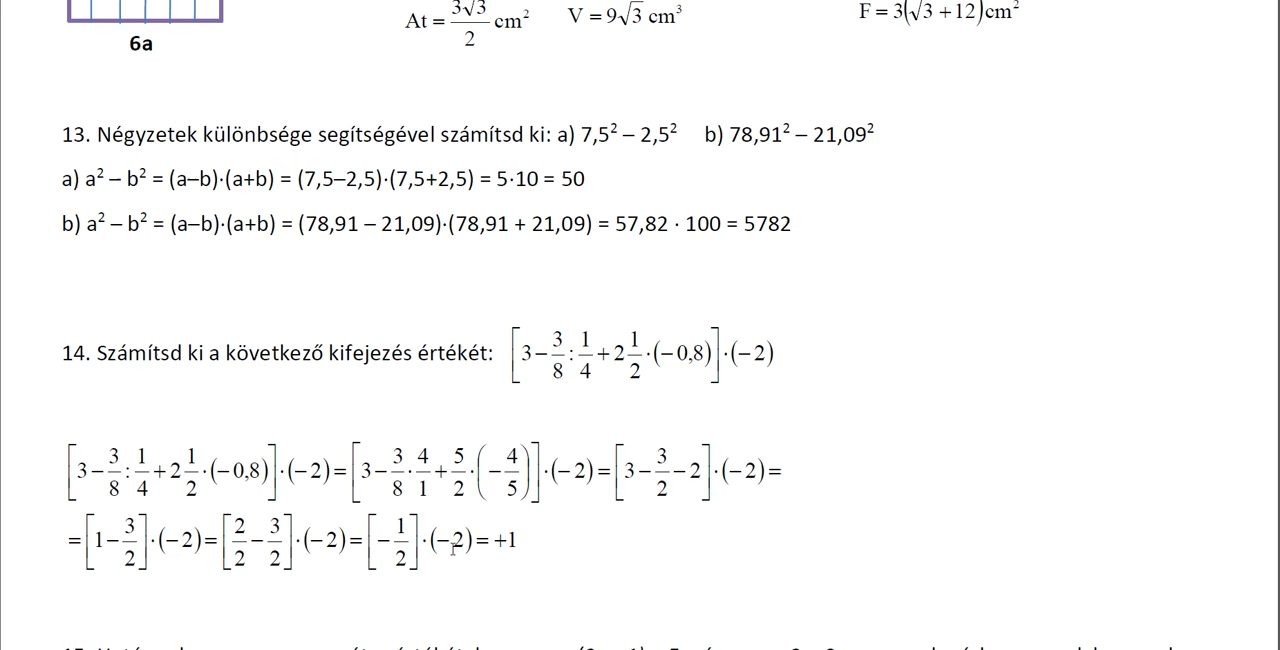 At = 3√3/2 cm² V = 9√3 cm³ F = 3(√3 + 12)cm²
6a
13. Négyzetek különbsége segítségével számítsd ki: a) 7,5² – 2,5² b) 78,91² – 21,09²
a) a² – b² = (a–b)·(a+b) = (7,5–2,5)·(7,5+2,5) = 5·10 = 50
b) a² – b² = (a–b)·(a+b) = (78,91 – 21,09)·(78,91 + 21,09) = 57,82 · 100 = 5782
14. Számítsd ki a következő kifejezés értékét: [3 − 3/8 : 1/4 + 2 1/2 · (−0,8)] · (−2)
[3 − 3/8 : 1/4 + 2 1/2 · (−0,8)] · (−2) = [3 − 3/8 · 4/1 + 5/2 · (−4/5)] · (−2) = [3 − 3/2 − 2] · (−2) =
= [1 − 3/2] · (−2) = [2/2 − 3/2] · (−2) = [−1/2] · (−2) = +1